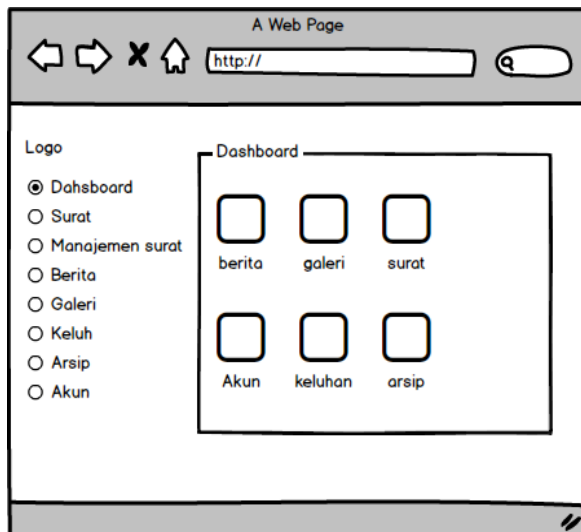 A Web Page
http://
Logo
Dahsboard
Surat
Manajemen surat
Berita
Galeri
Keluh
Arsip
Akun
Dashboard
berita galeri surat
Akun keluhan arsip